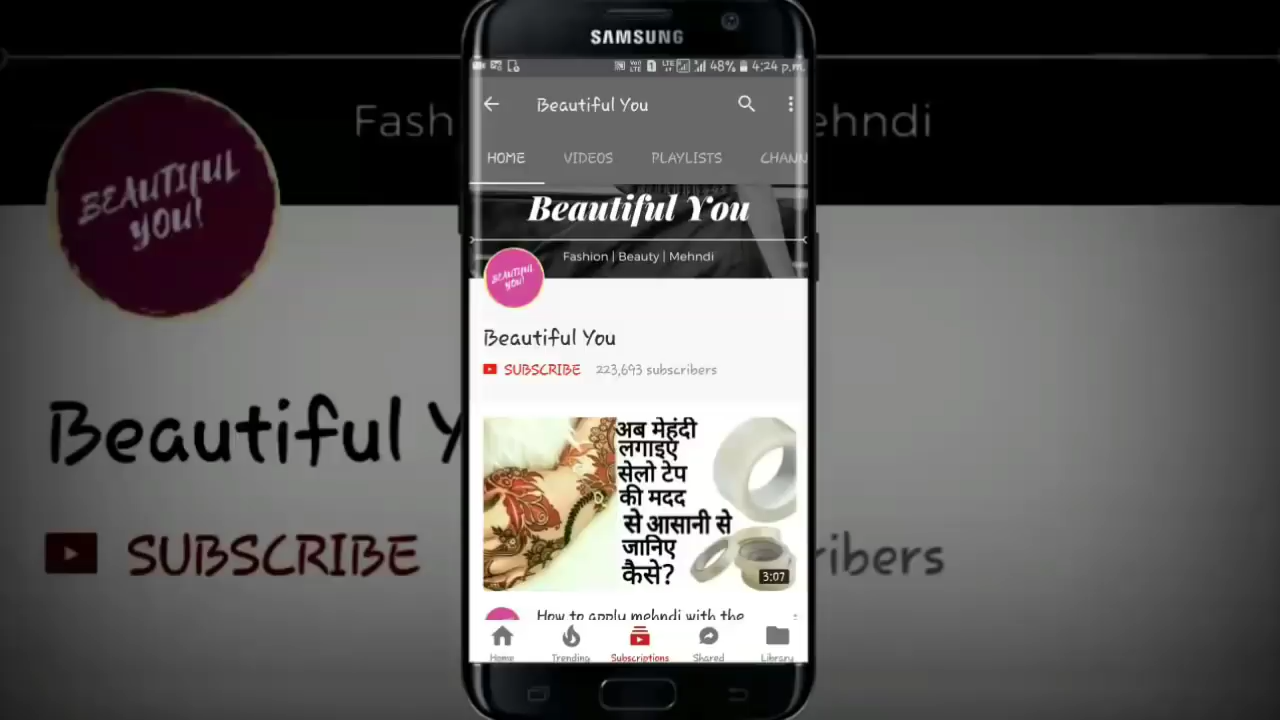 SAMSUNG
48% 4:24 p.m.
Beautiful You
HOME VIDEOS PLAYLISTS CHANN
Beautiful You
Fashion | Beauty | Mehndi
BEAUTIFUL
YOU!
Beautiful You
SUBSCRIBE 223,693 subscribers
अब मेहंदी
लगाइए
सेलो टेप
की मदद
से आसानी से
जानिए
कैसे?
3:07
How to apply mehndi with the
Home Trending Subscriptions Shared Library
Fash
ehndi
BEAUTIFUL
YOU!
Beautiful Y
SUBSCRIBE
ribers